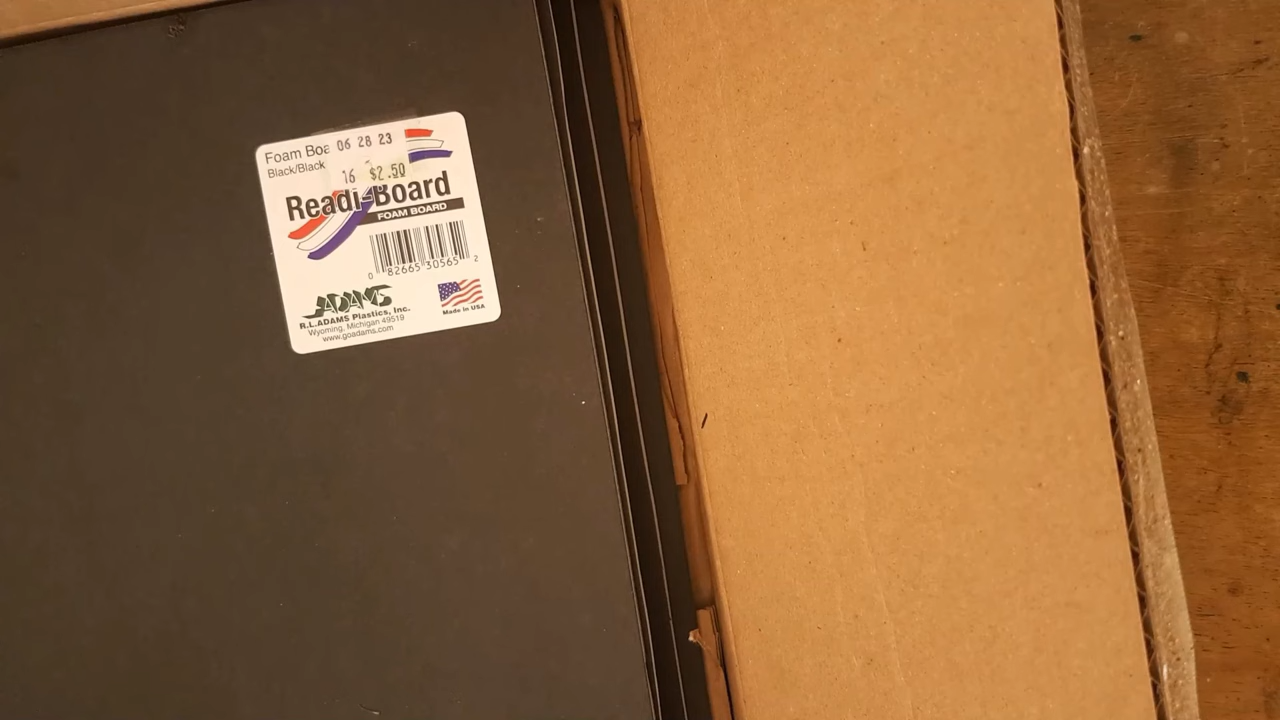 Foam Boa 06 28 23
Black/Black
16 $2.50
Readi-Board
FOAM BOARD
0 82665 30565 2
ADAMS
R.L.ADAMS Plastics, Inc.
Wyoming, Michigan 49519
www.goadams.com
Made in USA